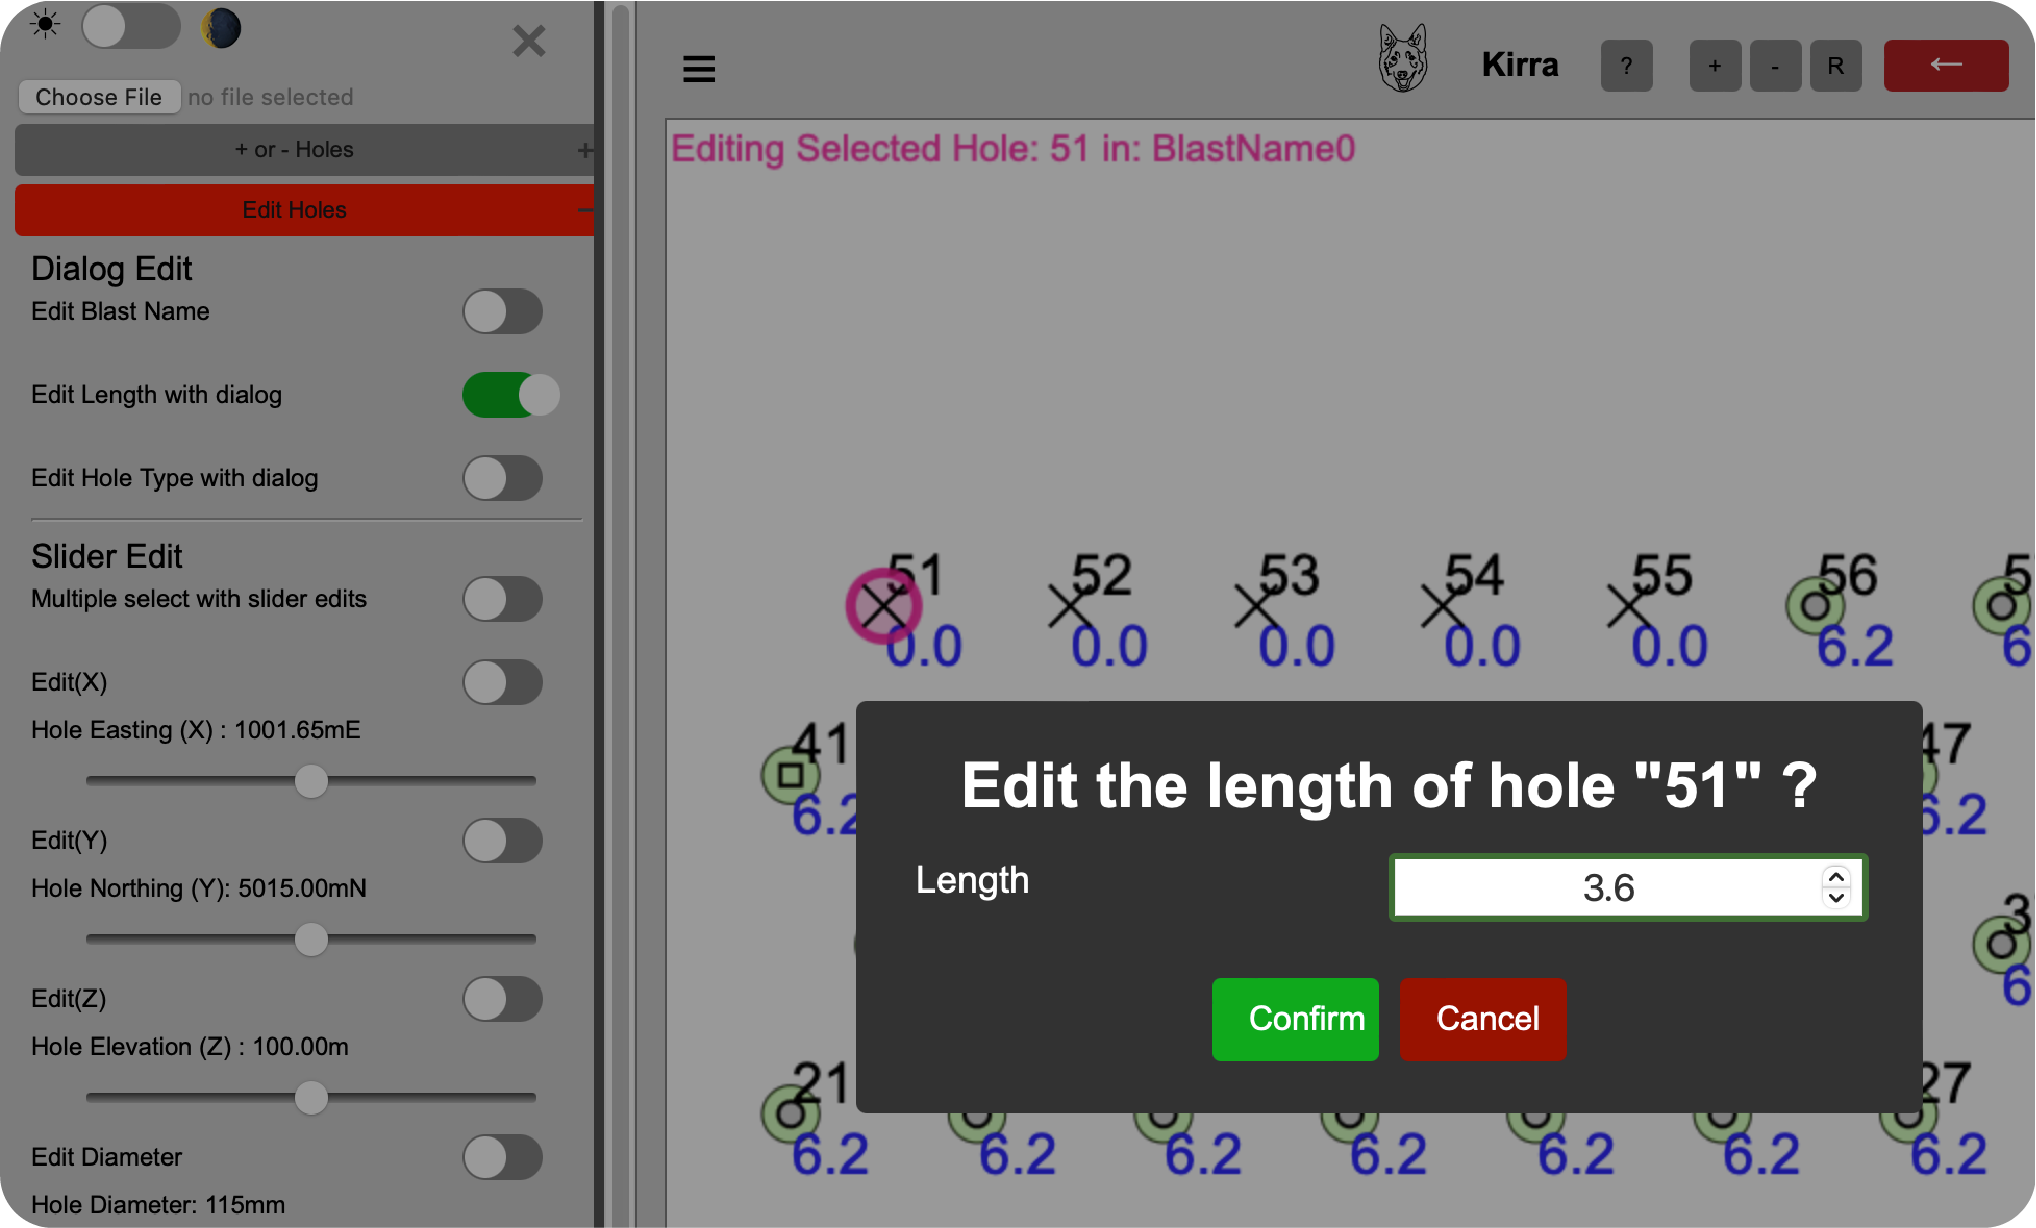 Choose File no file selected
+ or - Holes +
Edit Holes −
Dialog Edit
Edit Blast Name
Edit Length with dialog
Edit Hole Type with dialog
Slider Edit
Multiple select with slider edits
Edit(X)
Hole Easting (X) : 1001.65mE
Edit(Y)
Hole Northing (Y): 5015.00mN
Edit(Z)
Hole Elevation (Z) : 100.00m
Edit Diameter
Hole Diameter: 115mm
Kirra ? + - R ←
Editing Selected Hole: 51 in: BlastName0
51 52 53 54 55 56
0.0 0.0 0.0 0.0 0.0 6.2
41 47
6.2 6.2
Edit the length of hole "51" ?
Length 3.6
Confirm Cancel
21 27
6.2 6.2 6.2 6.2 6.2 6.2 6.2